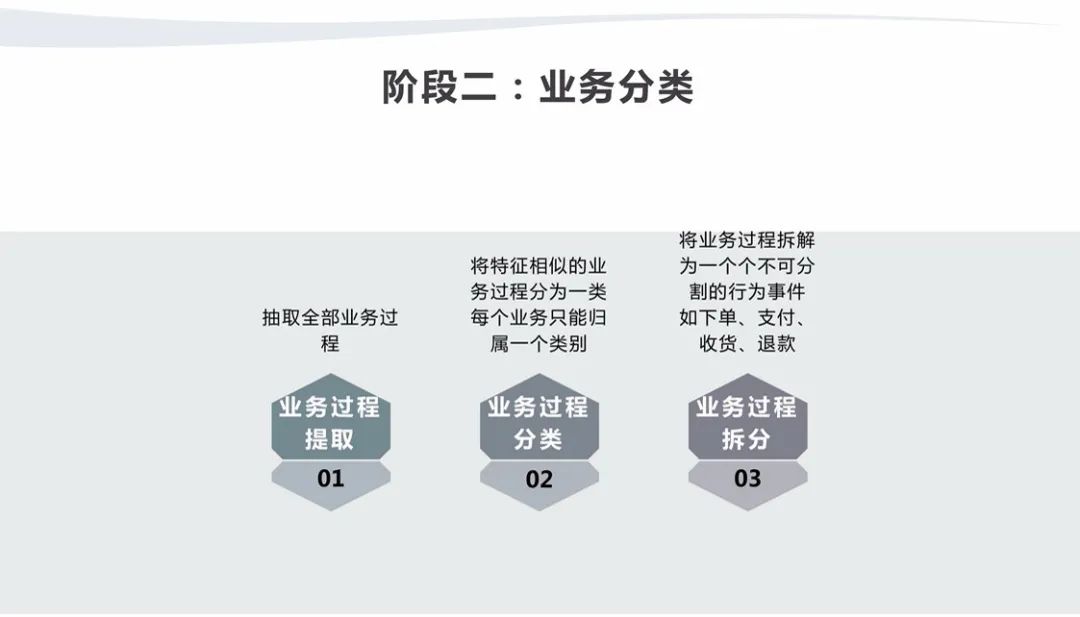 阶段二：业务分类
抽取全部业务过
程
业务过程
提取
01
将特征相似的业
务过程分为一类
每个业务只能归
属一个类别
业务过程
分类
02
将业务过程拆解
为一个个不可分
割的行为事件
如下单、支付、
收货、退款
业务过程
拆分
03